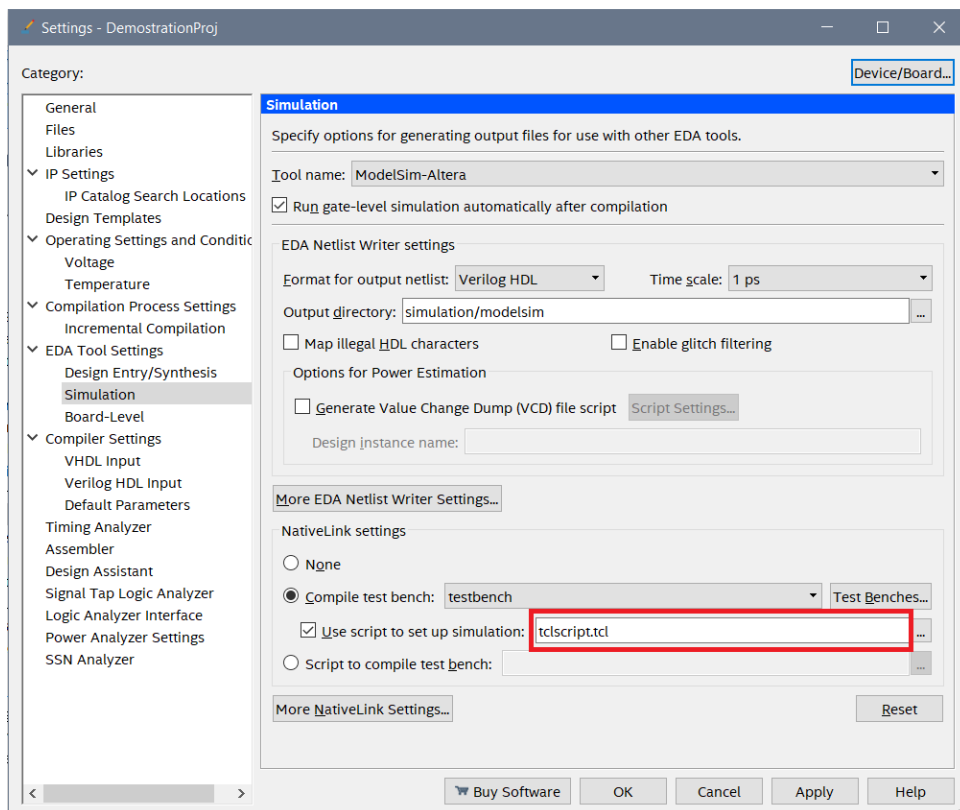 Settings - DemostrationProj
Category:
Device/Board...
General
Files
Libraries
IP Settings
IP Catalog Search Locations
Design Templates
Operating Settings and Conditic
Voltage
Temperature
Compilation Process Settings
Incremental Compilation
EDA Tool Settings
Design Entry/Synthesis
Simulation
Board-Level
Compiler Settings
VHDL Input
Verilog HDL Input
Default Parameters
Timing Analyzer
Assembler
Design Assistant
Signal Tap Logic Analyzer
Logic Analyzer Interface
Power Analyzer Settings
SSN Analyzer
Simulation
Specify options for generating output files for use with other EDA tools.
Tool name: ModelSim-Altera
Run gate-level simulation automatically after compilation
EDA Netlist Writer settings
Format for output netlist: Verilog HDL Time scale: 1 ps
Output directory: simulation/modelsim ...
Map illegal HDL characters Enable glitch filtering
Options for Power Estimation
Generate Value Change Dump (VCD) file script Script Settings...
Design instance name:
More EDA Netlist Writer Settings...
NativeLink settings
None
Compile test bench: testbench Test Benches...
Use script to set up simulation: tclscript.tcl ...
Script to compile test bench: ...
More NativeLink Settings... Reset
Buy Software OK Cancel Apply Help